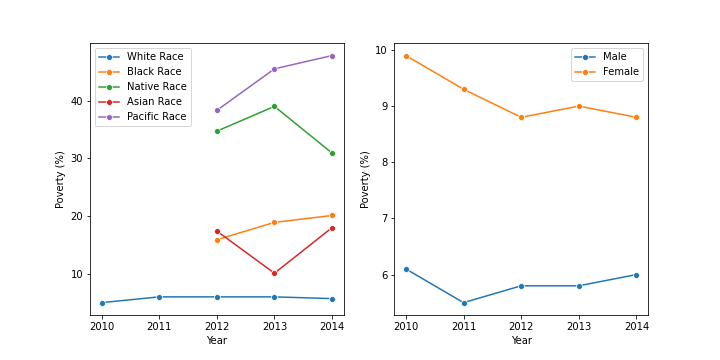 White Race
Black Race
Native Race
Asian Race
Pacific Race
Poverty (%)
40
30
20
10
2010 2011 2012 2013 2014
Year
Male
Female
Poverty (%)
10
9
8
7
6
2010 2011 2012 2013 2014
Year